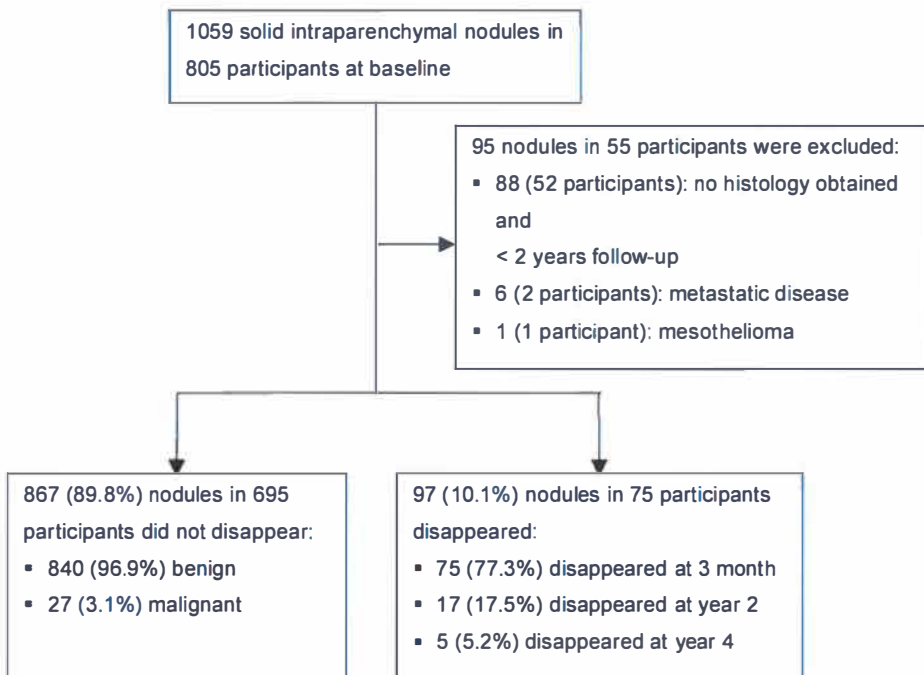 1059 solid intraparenchymal nodules in
805 participants at baseline
95 nodules in 55 participants were excluded:
▪ 88 (52 participants): no histology obtained
and
< 2 years follow-up
▪ 6 (2 participants): metastatic disease
▪ 1 (1 participant): mesothelioma
867 (89.8%) nodules in 695
participants did not disappear:
▪ 840 (96.9%) benign
▪ 27 (3.1%) malignant
97 (10.1%) nodules in 75 participants
disappeared:
▪ 75 (77.3%) disappeared at 3 month
▪ 17 (17.5%) disappeared at year 2
▪ 5 (5.2%) disappeared at year 4